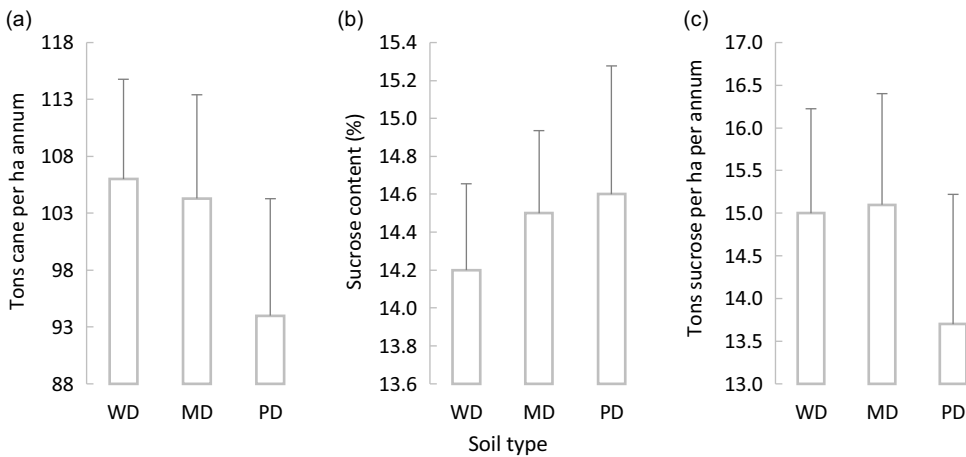 (a)
Tons cane per ha annum
118
113
108
103
98
93
88
WD MD PD
(b)
Sucrose content (%)
15.4
15.2
15.0
14.8
14.6
14.4
14.2
14.0
13.8
13.6
WD MD PD
Soil type
(c)
Tons sucrose per ha per annum
17.0
16.5
16.0
15.5
15.0
14.5
14.0
13.5
13.0
WD MD PD